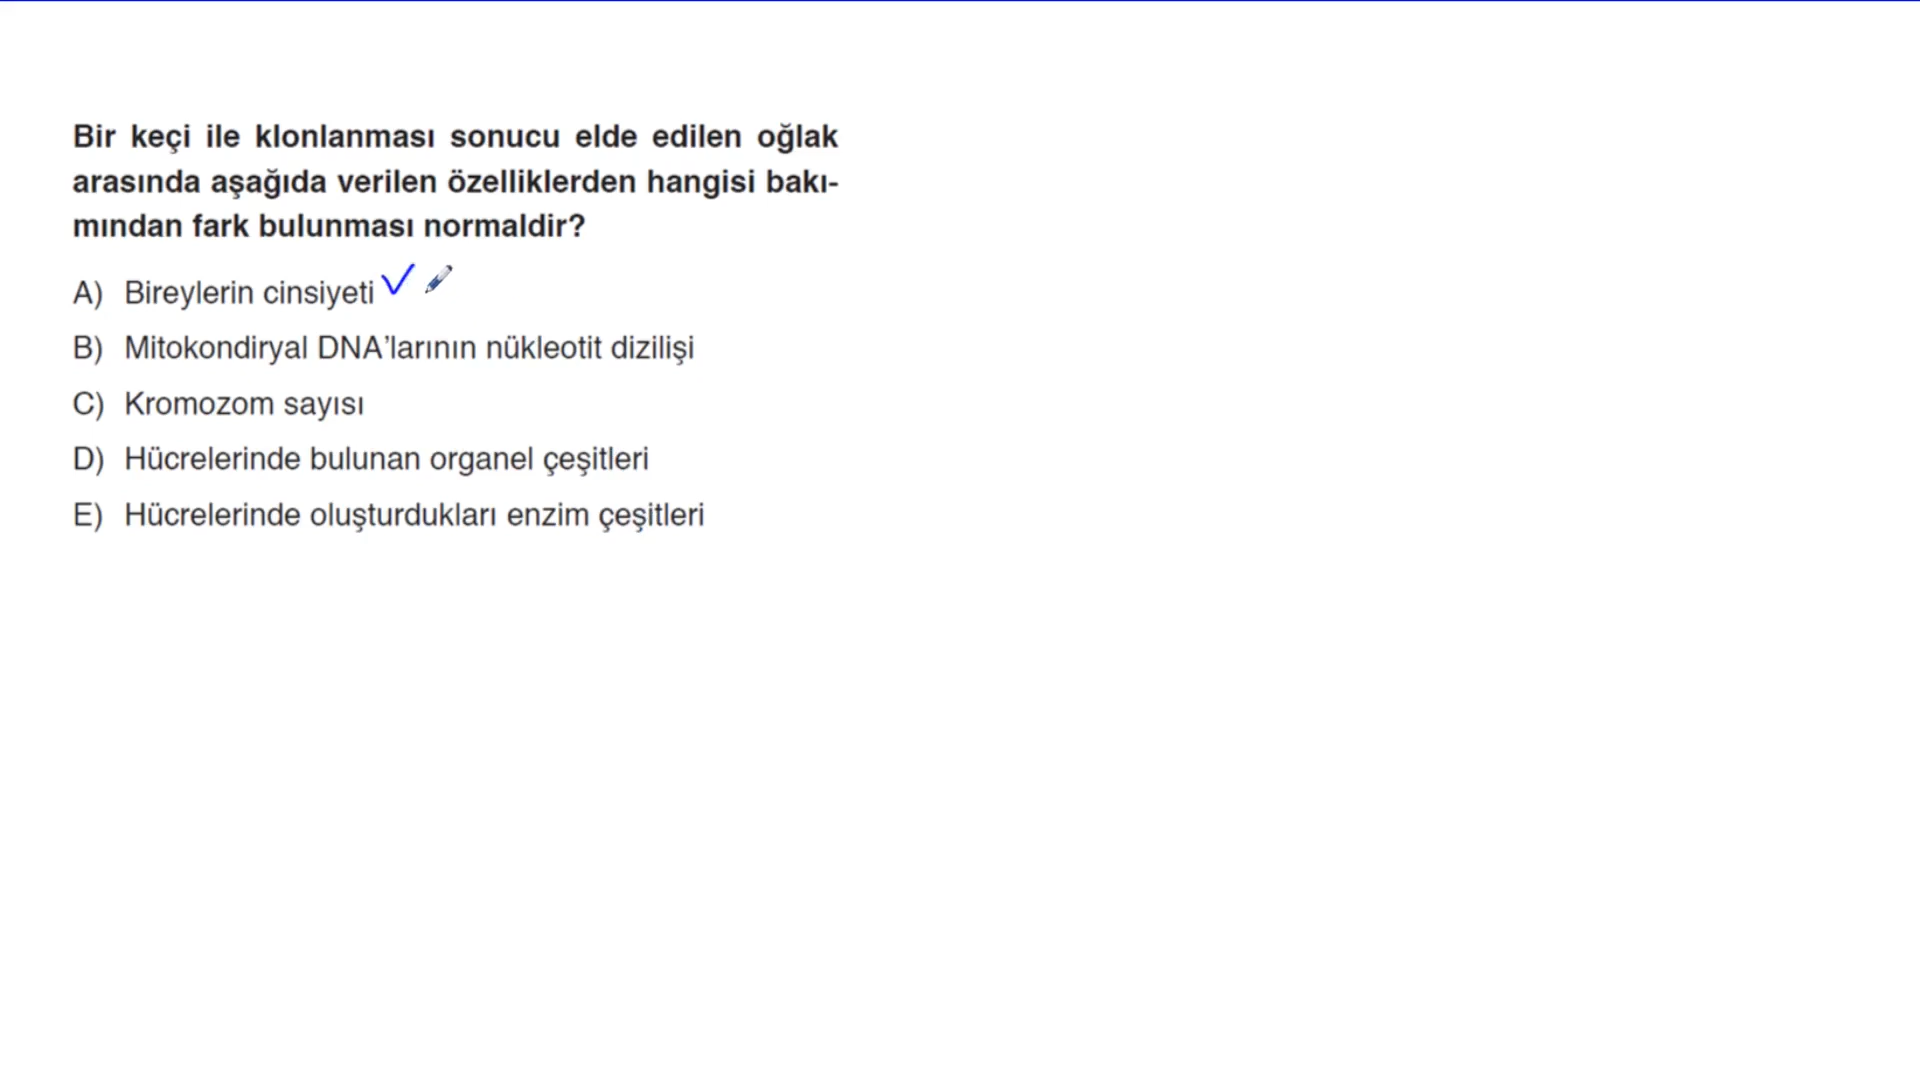 Bir keçi ile klonlanması sonucu elde edilen oğlak
arasında aşağıda verilen özelliklerden hangisi bakı-
mından fark bulunması normaldir?
A) Bireylerin cinsiyeti
B) Mitokondiryal DNA’larının nükleotit dizilişi
C) Kromozom sayısı
D) Hücrelerinde bulunan organel çeşitleri
E) Hücrelerinde oluşturdukları enzim çeşitleri